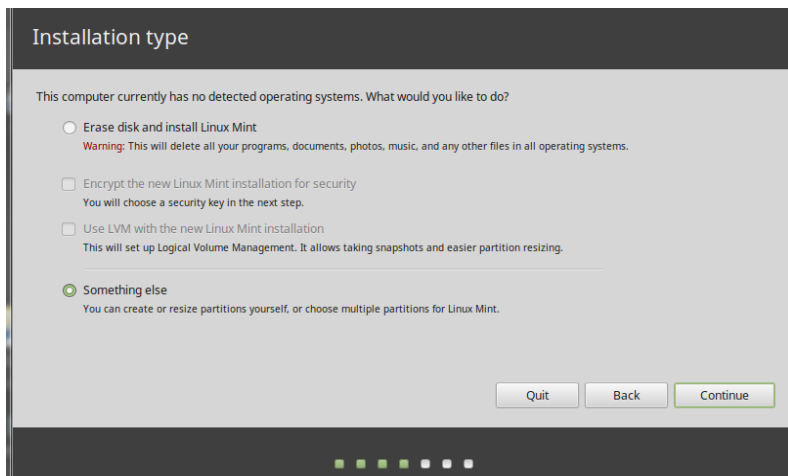 Installation type
This computer currently has no detected operating systems. What would you like to do?
Erase disk and install Linux Mint
Warning: This will delete all your programs, documents, photos, music, and any other files in all operating systems.
Encrypt the new Linux Mint installation for security
You will choose a security key in the next step.
Use LVM with the new Linux Mint installation
This will set up Logical Volume Management. It allows taking snapshots and easier partition resizing.
Something else
You can create or resize partitions yourself, or choose multiple partitions for Linux Mint.
Quit Back Continue